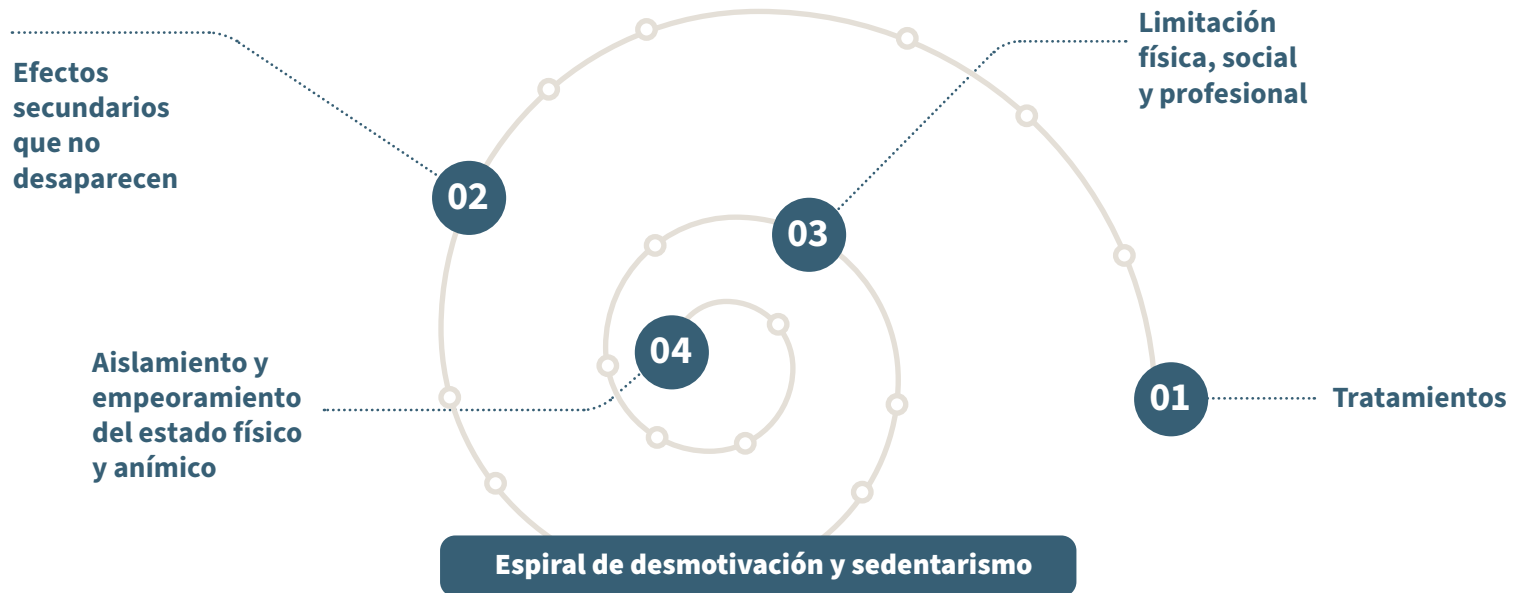 Efectos
secundarios
que no
desaparecen
02
Limitación
física, social
y profesional
03
Aislamiento y
empeoramiento
del estado físico
y anímico
04
01
Tratamientos
Espiral de desmotivación y sedentarismo